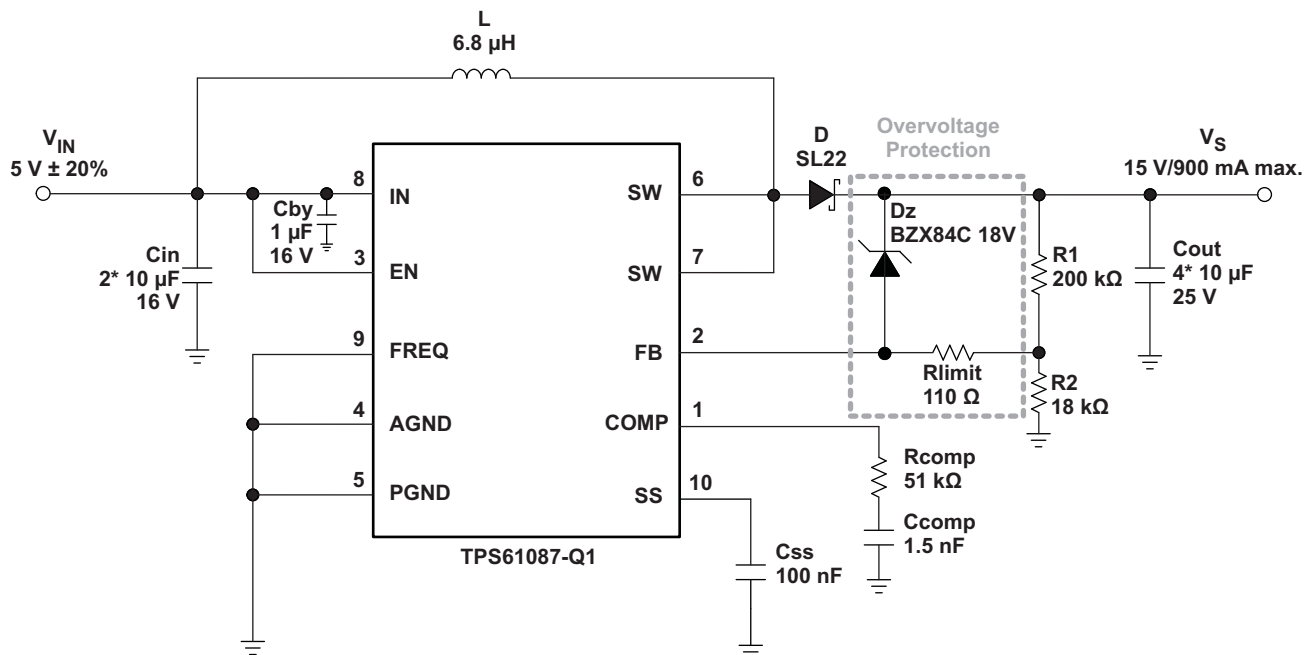 L
6.8 µH
VIN
5 V ± 20%
D
SL22
Overvoltage
Protection
VS
15 V/900 mA max.
8
IN
SW
6
Cby
1 µF
16 V
Dz
BZX84C 18V
Cin
2* 10 µF
16 V
3
EN
SW
7
R1
200 kΩ
Cout
4* 10 µF
25 V
9
FREQ
FB
2
Rlimit
110 Ω
R2
18 kΩ
4
AGND
COMP
1
Rcomp
51 kΩ
5
PGND
SS
10
Ccomp
1.5 nF
TPS61087-Q1
Css
100 nF